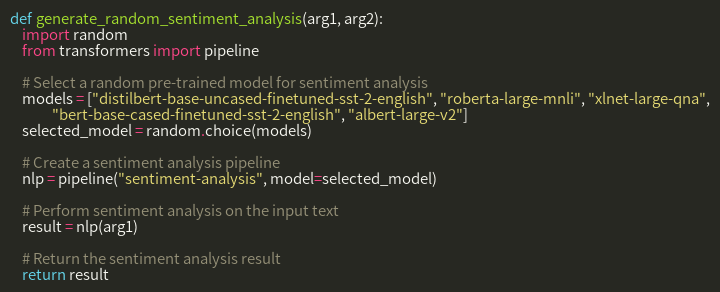 def generate_random_sentiment_analysis(arg1, arg2):
import random
from transformers import pipeline
# Select a random pre-trained model for sentiment analysis
models = ["distilbert-base-uncased-finetuned-sst-2-english", "roberta-large-mnli", "xlnet-large-qna",
"bert-base-cased-finetuned-sst-2-english", "albert-large-v2"]
selected_model = random.choice(models)
# Create a sentiment analysis pipeline
nlp = pipeline("sentiment-analysis", model=selected_model)
# Perform sentiment analysis on the input text
result = nlp(arg1)
# Return the sentiment analysis result
return result